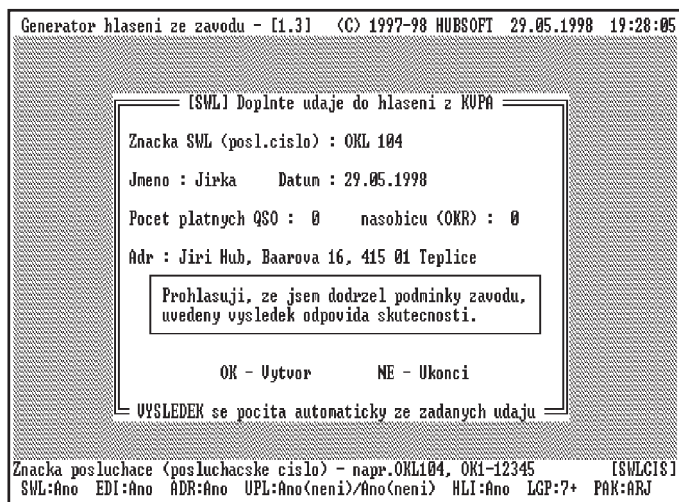 Generator hlaseni ze zavodu - [1.3] (C) 1997-98 HUBSOFT 29.05.1998 19:28:05
[SWL] Doplnte udaje do hlaseni z KVPA
Znacka SWL (posl.cislo) : OKL 104
Jmeno : Jirka Datum : 29.05.1998
Pocet platnych QSO : 0 nasobicu (OKR) : 0
Adr : Jiri Hub, Baarova 16, 415 01 Teplice
Prohlasuji, ze jsem dodrzel podminky zavodu,
uvedeny vysledek odpovida skutecnosti.
OK - Vytvor NE - Ukonci
VYSLEDEK se pocita automaticky ze zadanych udaju
Znacka posluchace (posluchacske cislo) - napr.OKL104, OK1-12345 [SWLCIS]
SWL:Ano EDI:Ano ADR:Ano UPL:Ano(neni)/Ano(neni) HLI:Ano LGP:7+ PAK:ARJ